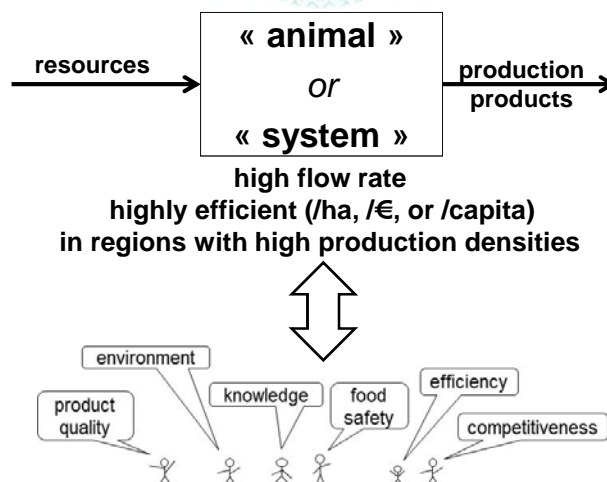 « animal »
or
« system »
resources
production
products
high flow rate
highly efficient (/ha, /€, or /capita)
in regions with high production densities
environment
product
quality
knowledge
food
safety
efficiency
competitiveness